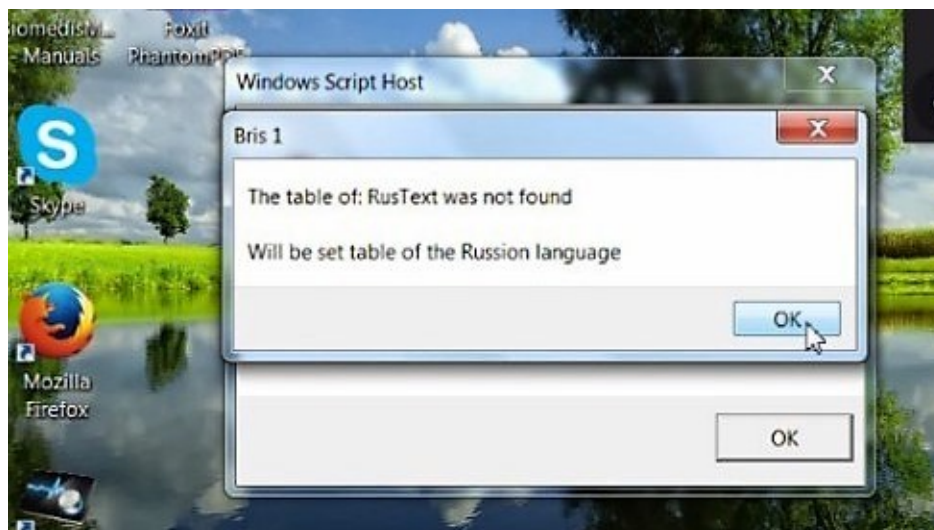 Manuals
Foxit
Windows Script Host
Bris 1
The table of: RusText was not found
Will be set table of the Russion language
OK
Skype
Mozilla
Firefox
OK